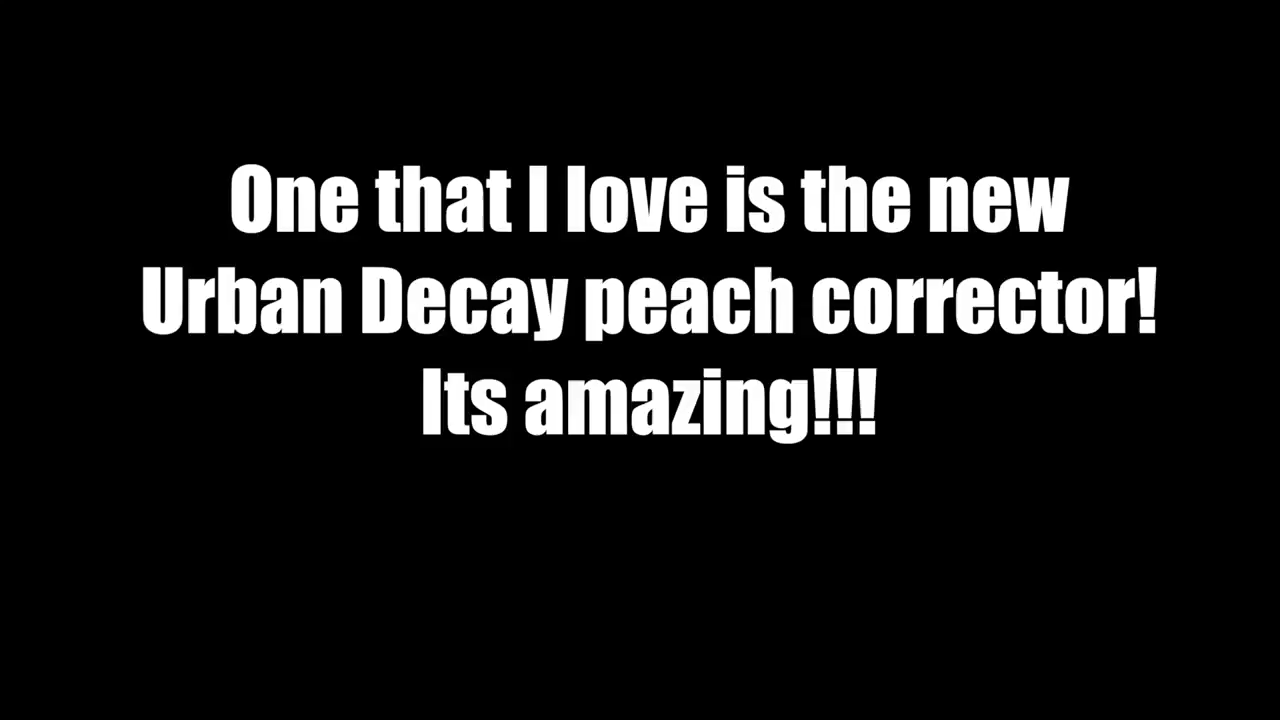 One that I love is the new
Urban Decay peach corrector!
Its amazing!!!